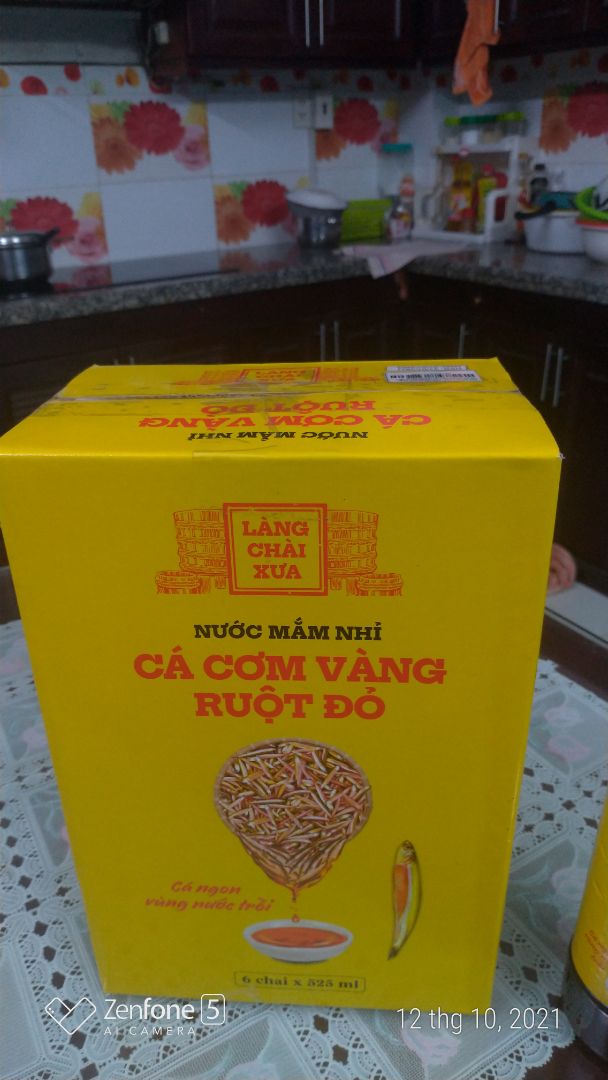 CÁ CƠM VÀNG
RUỘT ĐỎ
NƯỚC MẮM NHỈ
LÀNG
CHÀI
XƯA
NƯỚC MẮM NHỈ
CÁ CƠM VÀNG
RUỘT ĐỎ
Cá ngon
vùng nước trồi
6 chai x 525 ml
Zenfone 5
AI CAMERA
12 thg 10, 2021